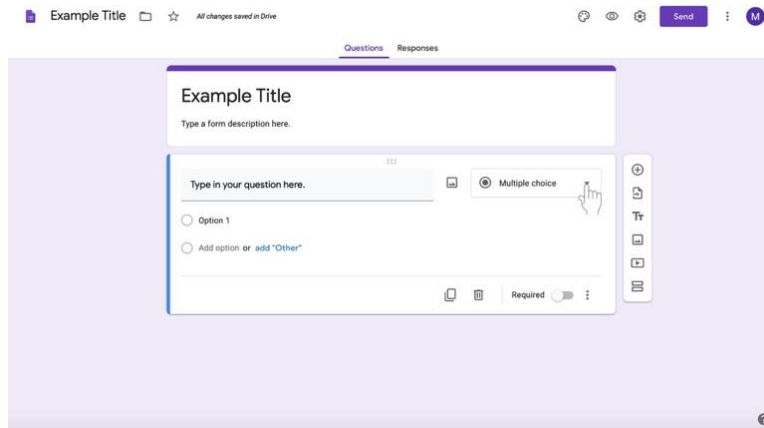 Example Title
All changes saved in Drive
Send
M
Questions Responses
Example Title
Type a form description here.
Type in your question here.
Multiple choice
Option 1
Add option or add "Other"
Required
Tт